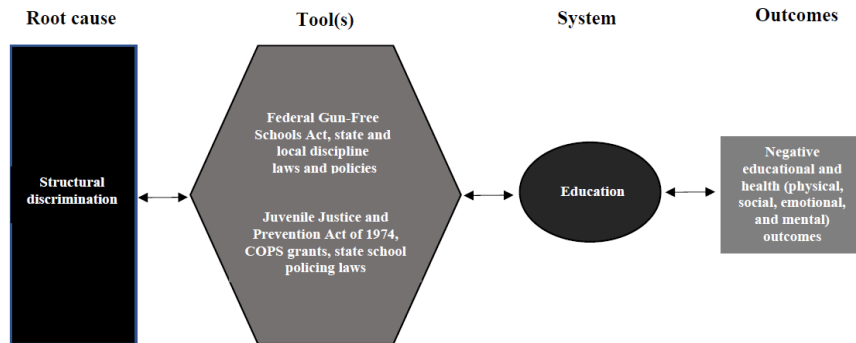 Root cause
Tool(s)
System
Outcomes
Structural
discrimination
Federal Gun-Free
Schools Act, state and
local discipline
laws and policies
Juvenile Justice and
Prevention Act of 1974,
COPS grants, state school
policing laws
Education
Negative
educational and
health (physical,
social, emotional,
and mental)
outcomes